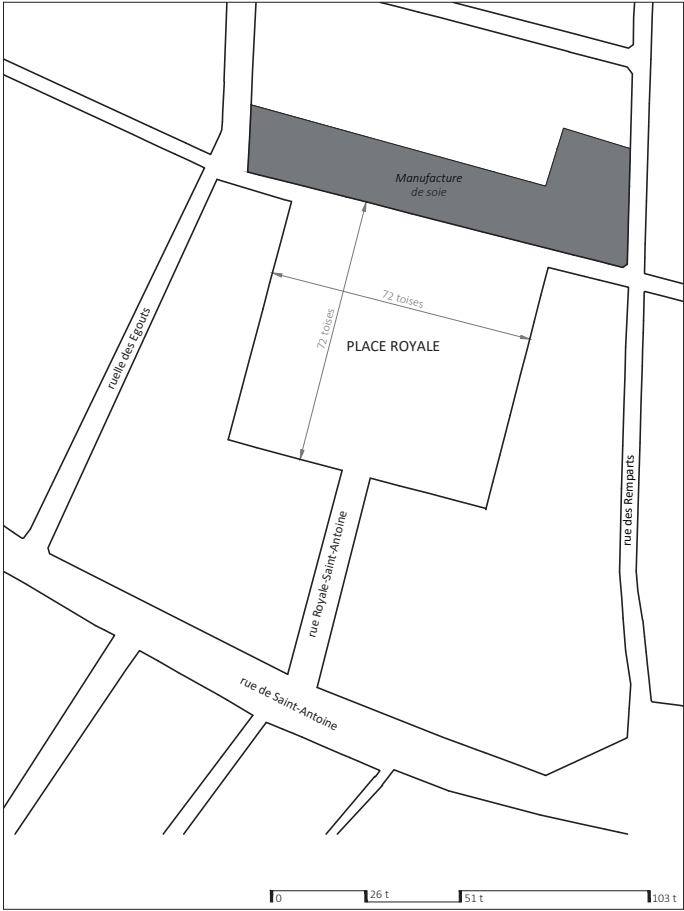 Manufacture
de soie
72 toises
72 toises
PLACE ROYALE
ruelle des Egouts
rue des Remparts
rue Royale-Saint-Antoine
rue de Saint-Antoine
0
26 t
51 t
103 t